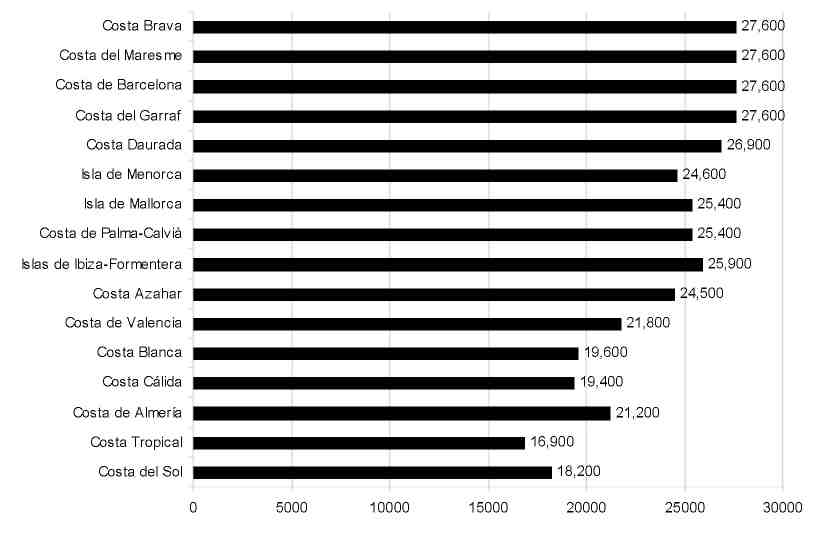 Costa Brava 27,600
Costa del Maresme 27,600
Costa de Barcelona 27,600
Costa del Garraf 27,600
Costa Daurada 26,900
Isla de Menorca 24,600
Isla de Mallorca 25,400
Costa de Palma-Calvià 25,400
Islas de Ibiza-Formentera 25,900
Costa Azahar 24,500
Costa de Valencia 21,800
Costa Blanca 19,600
Costa Cálida 19,400
Costa de Almería 21,200
Costa Tropical 16,900
Costa del Sol 18,200
0 5000 10000 15000 20000 25000 30000